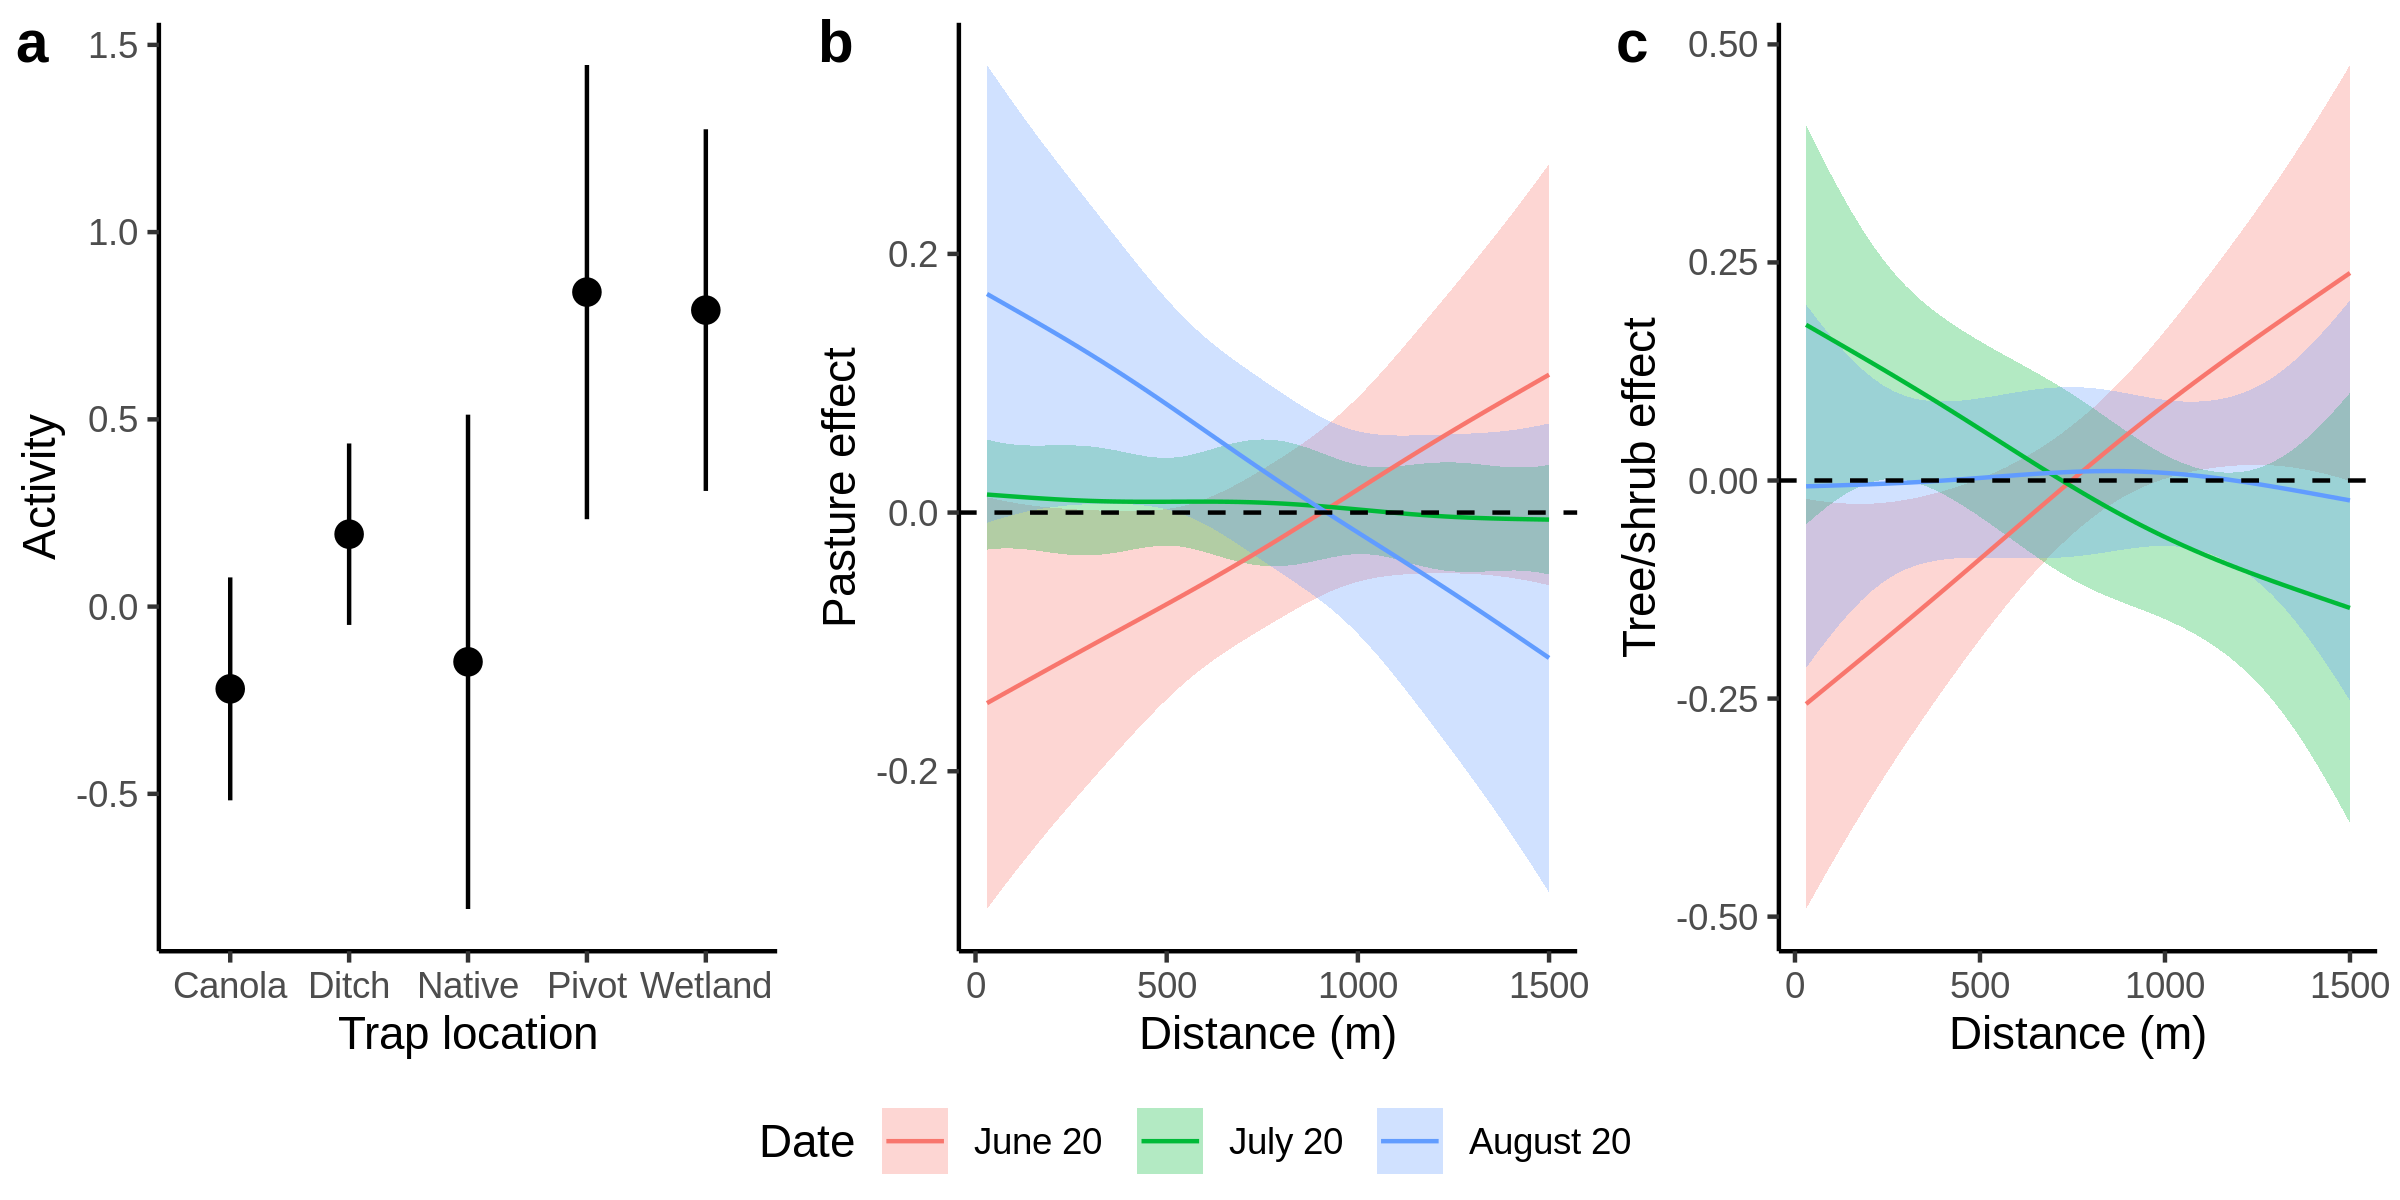 a
1.5
1.0
0.5
0.0
-0.5
Activity
Canola Ditch Native Pivot Wetland
Trap location
b
0.2
0.0
-0.2
Pasture effect
0 500 1000 1500
Distance (m)
c
0.50
0.25
0.00
-0.25
-0.50
Tree/shrub effect
0 500 1000 1500
Distance (m)
Date June 20 July 20 August 20